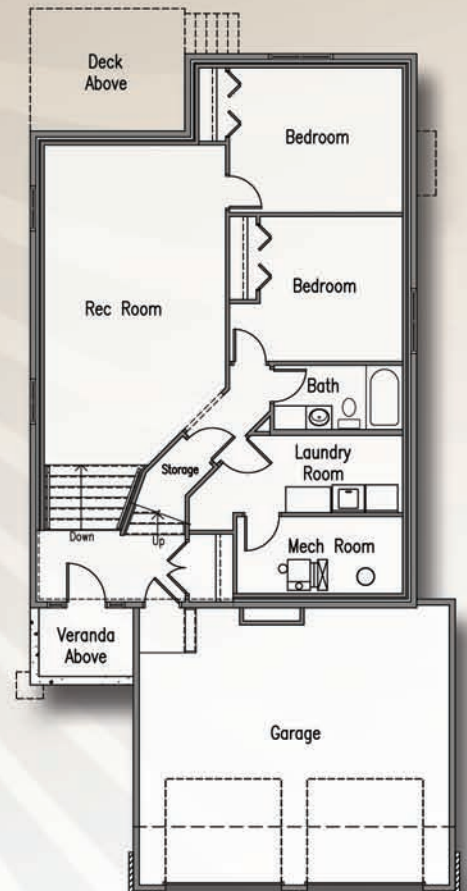 Deck
Above
Bedroom
Bedroom
Rec Room
Bath
Laundry
Room
Storage
Mech Room
Down
Up
Veranda
Above
Garage